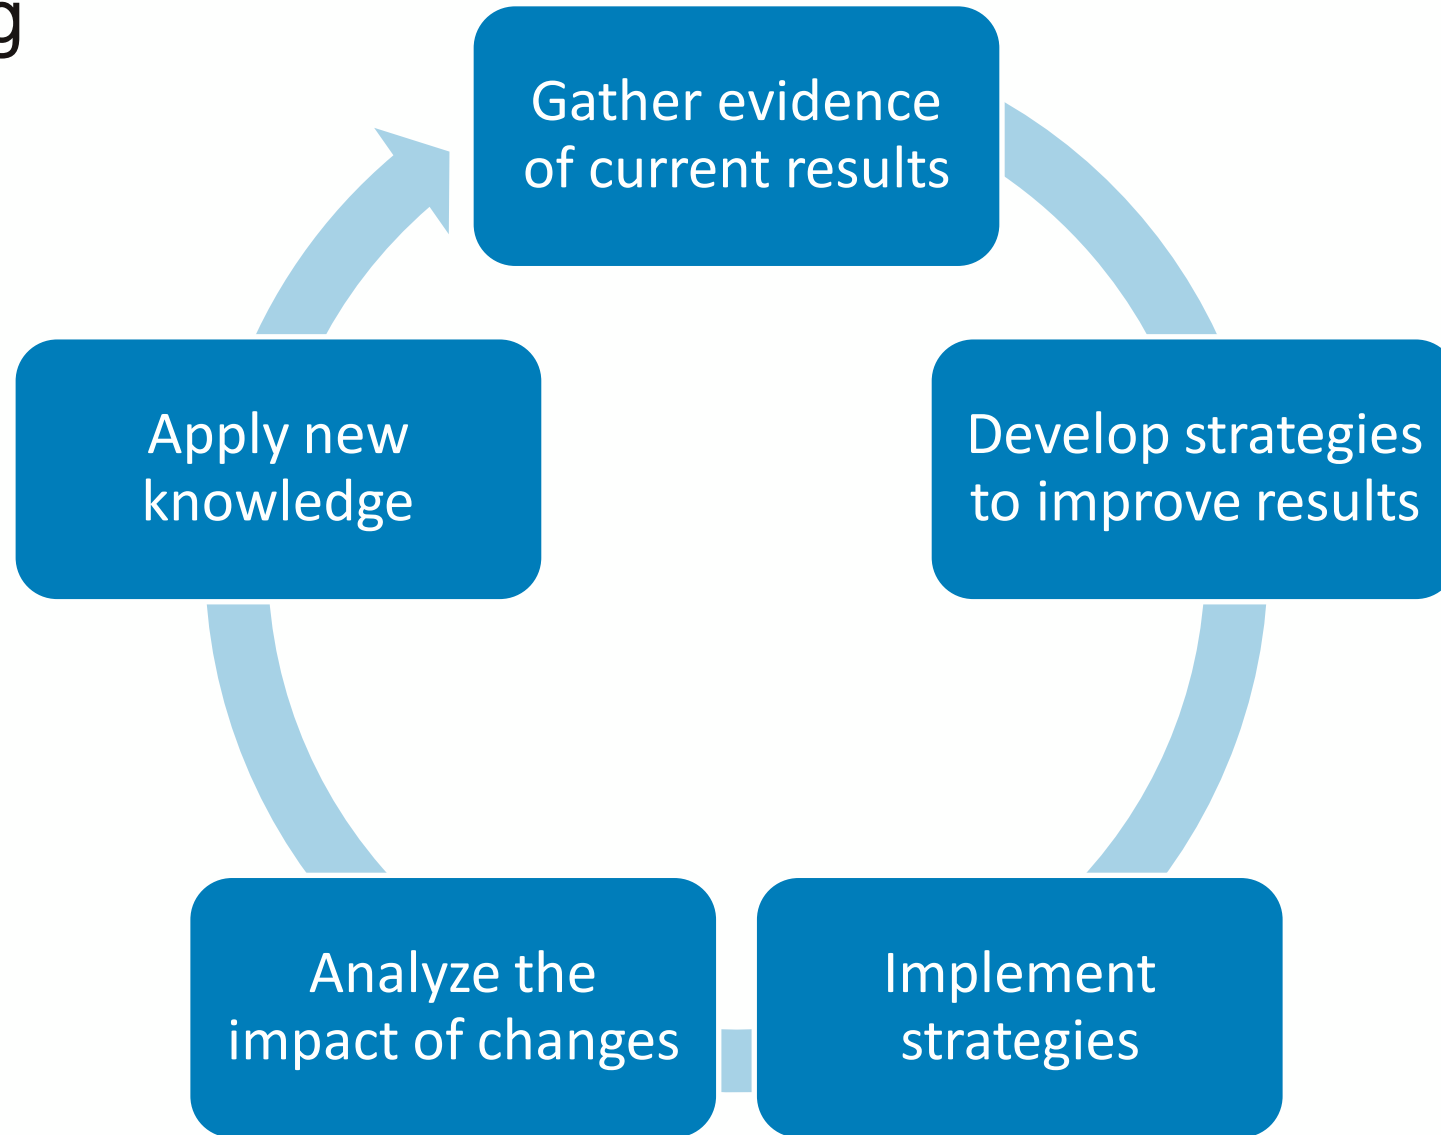 Gather evidence
of current results
Develop strategies
to improve results
Implement
strategies
Analyze the
impact of changes
Apply new
knowledge